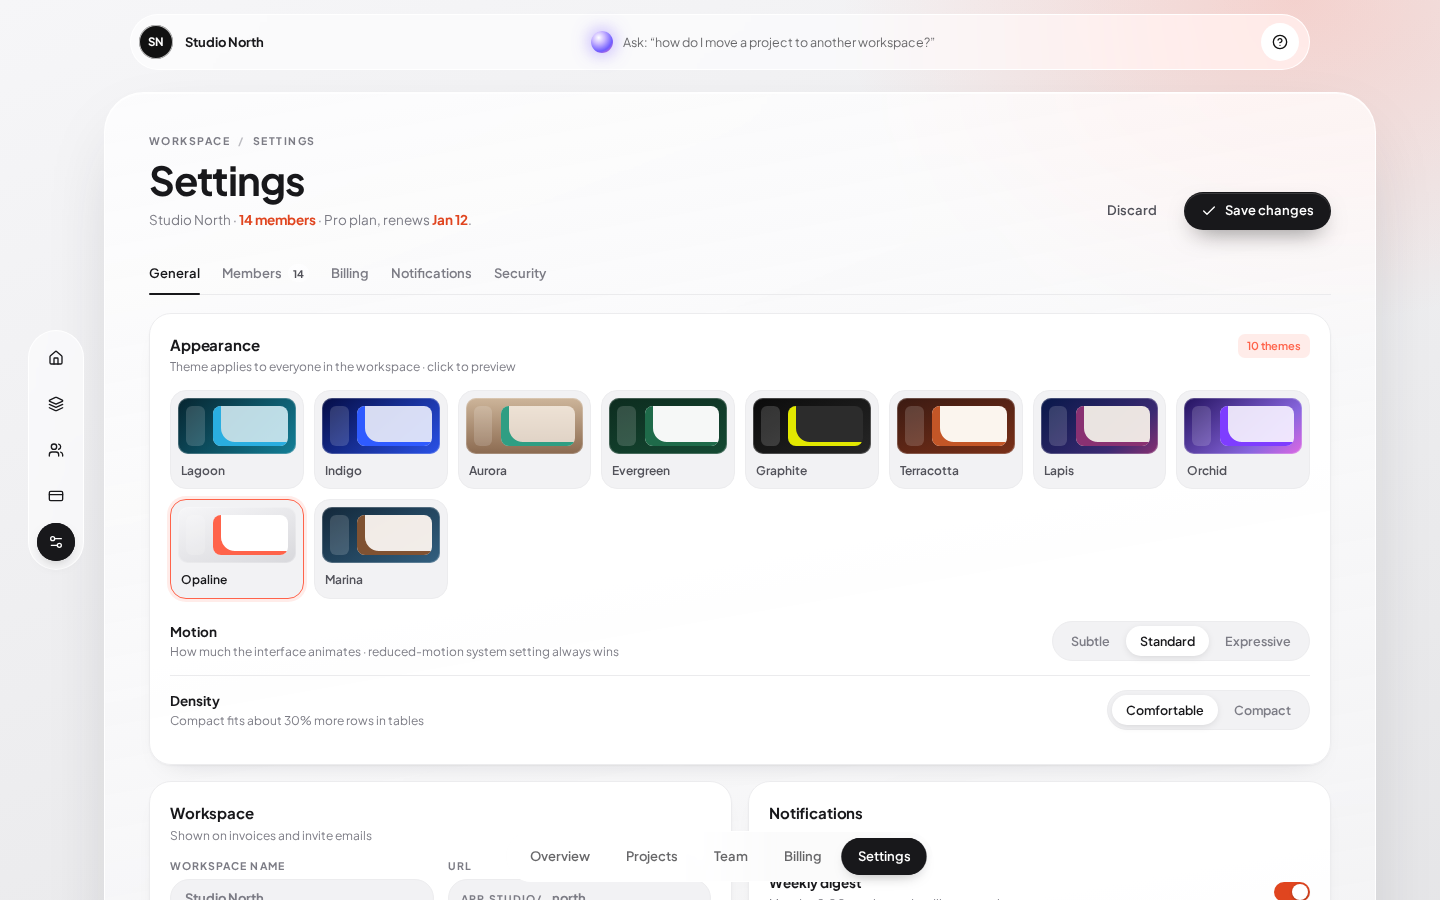 SN Studio North
Ask: “how do I move a project to another workspace?”
WORKSPACE / SETTINGS
Settings
Studio North · 14 members · Pro plan, renews Jan 12.
Discard
Save changes
General Members 14 Billing Notifications Security
Appearance
10 themes
Theme applies to everyone in the workspace · click to preview
Lagoon Indigo Aurora Evergreen Graphite Terracotta Lapis Orchid
Opaline Marina
Motion
How much the interface animates · reduced-motion system setting always wins
Subtle Standard Expressive
Density
Compact fits about 30% more rows in tables
Comfortable Compact
Workspace
Shown on invoices and invite emails
WORKSPACE NAME
URL
Studio North
APP.STUDIO/ north
Notifications
Weekly digest
Overview Projects Team Billing Settings